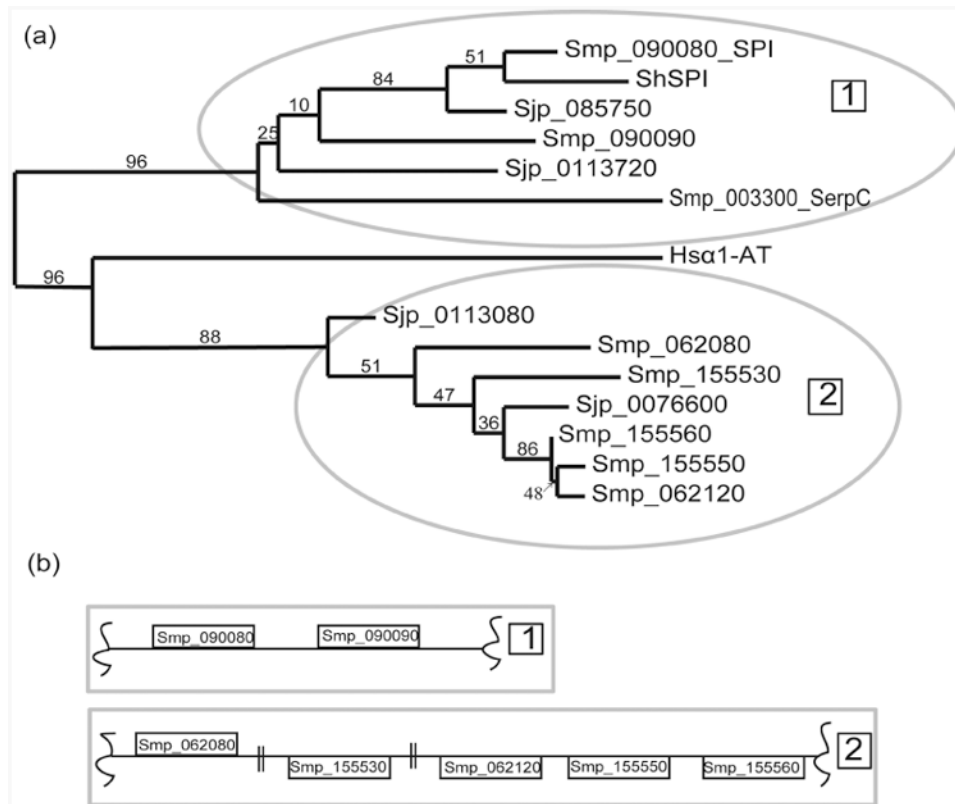 (a)
51
Smp_090080_SPI
ShSPI
84
Sjp_085750
1
10
Smp_090090
25
Sjp_0113720
96
Smp_003300_SerpC
Hsα1-AT
96
Sjp_0113080
88
Smp_062080
51
Smp_155530
2
47
Sjp_0076600
36
Smp_155560
86
Smp_155550
48
Smp_062120
(b)
Smp_090080 Smp_090090 1
Smp_062080
2
Smp_155530 Smp_062120 Smp_155550 Smp_155560